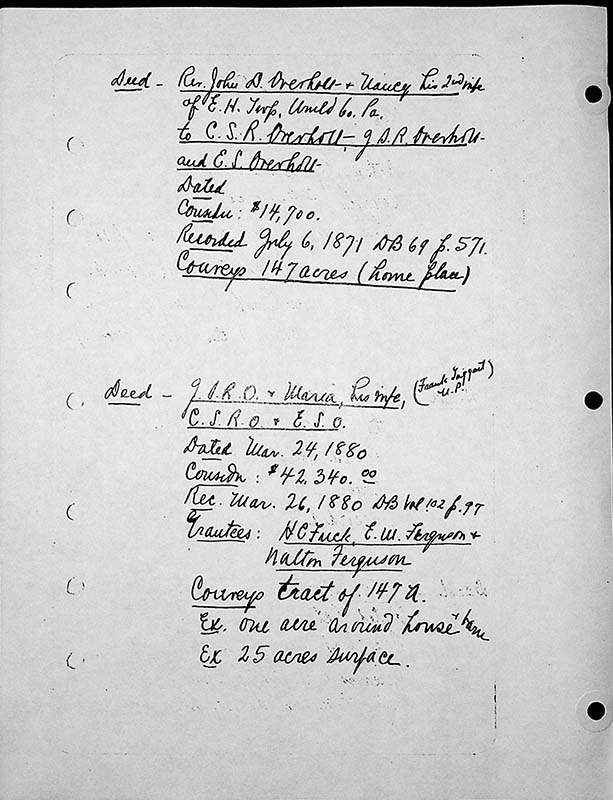 Deed - Rev. John D. Overholt + Nancy his 2nd wife
of E. H. Twp, Wmld Co. Pa.
to C. S. R. Overholt, J S. R. Overholt
and E. S. Overholt
Dated
Consdn: $14,700.
Recorded July 6, 1871 DB 69 p. 571.
Conveys 147 acres (home place)
Deed - J. S. R. O. + Maria, his wife, (Frank Taggart N. P.)
C. S. R. O. + E. S. O.
Dated Mar. 24, 1880
Consdn: $42,340.00
Rec. Mar. 26, 1880 DB Vol 102 p. 97
Grantees: H C Frick, E. W. Ferguson +
Walton Ferguson
Conveys tract of 147 A.
Ex. one acre around house + barn
Ex 25 acres surface.